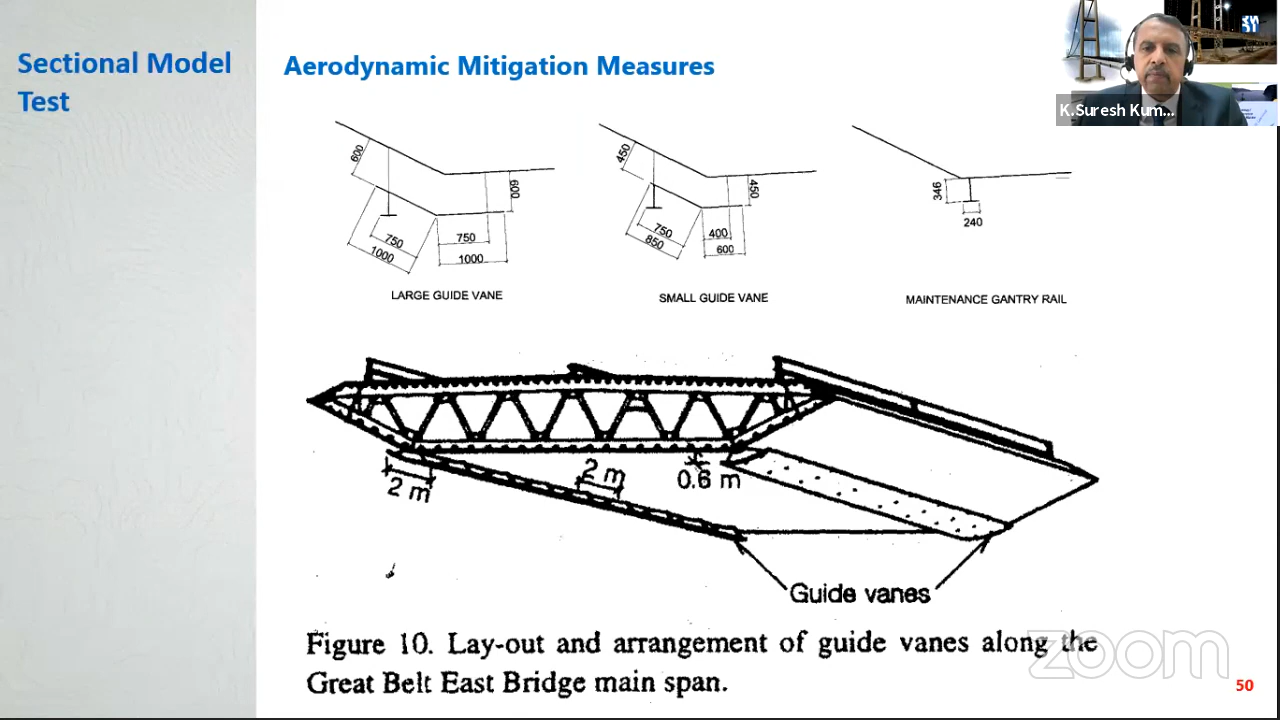 Sectional Model
Test
Aerodynamic Mitigation Measures
K.Suresh Kum...
600
600
750
1000
750
1000
LARGE GUIDE VANE
450
450
750
850
400
600
SMALL GUIDE VANE
346
240
MAINTENANCE GANTRY RAIL
2 m
2 m
0.6 m
Guide vanes
Figure 10. Lay-out and arrangement of guide vanes along the
Great Belt East Bridge main span.
zoom
50